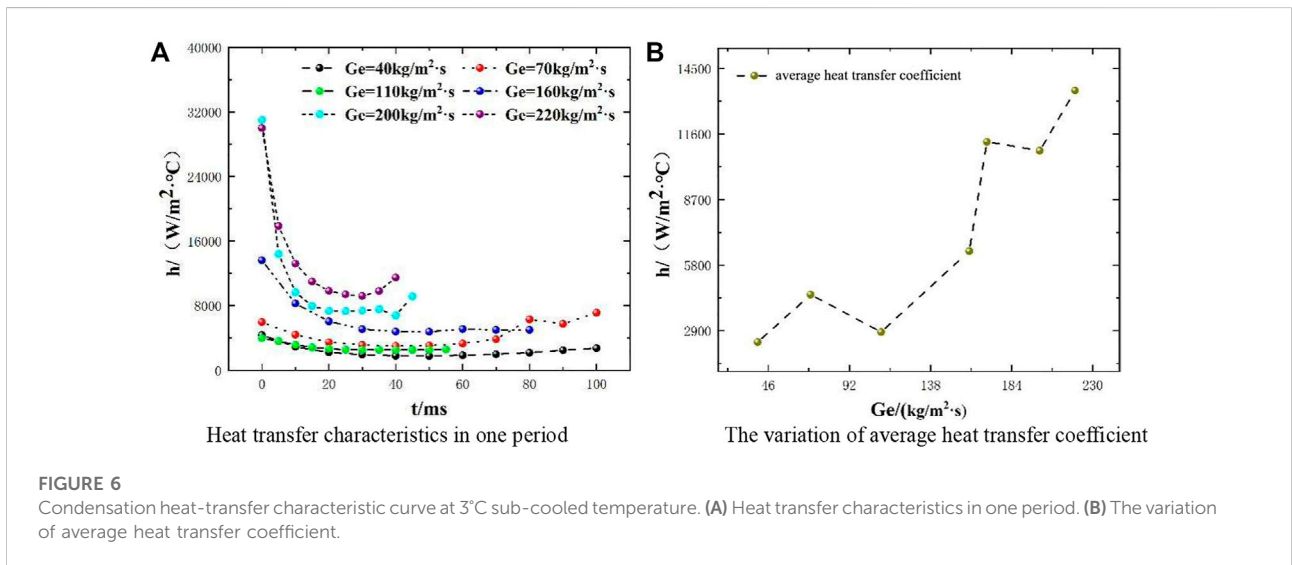 A
40000
32000
24000
16000
8000
0
h/ (W/m²·°C)
Ge=40kg/m²·s
Ge=70kg/m²·s
Ge=110kg/m²·s
Ge=160kg/m²·s
Gc=200kg/m²·s
Gc=220kg/m²·s
0 20 40 60 80 100
t/ms
Heat transfer characteristics in one period
B
14500
11600
8700
5800
2900
h/ (W/m²·°C)
average heat transfer coefficient
46 92 138 184 230
Ge/(kg/m²·s)
The variation of average heat transfer coefficient
FIGURE 6
Condensation heat-transfer characteristic curve at 3°C sub-cooled temperature. (A) Heat transfer characteristics in one period. (B) The variation
of average heat transfer coefficient.